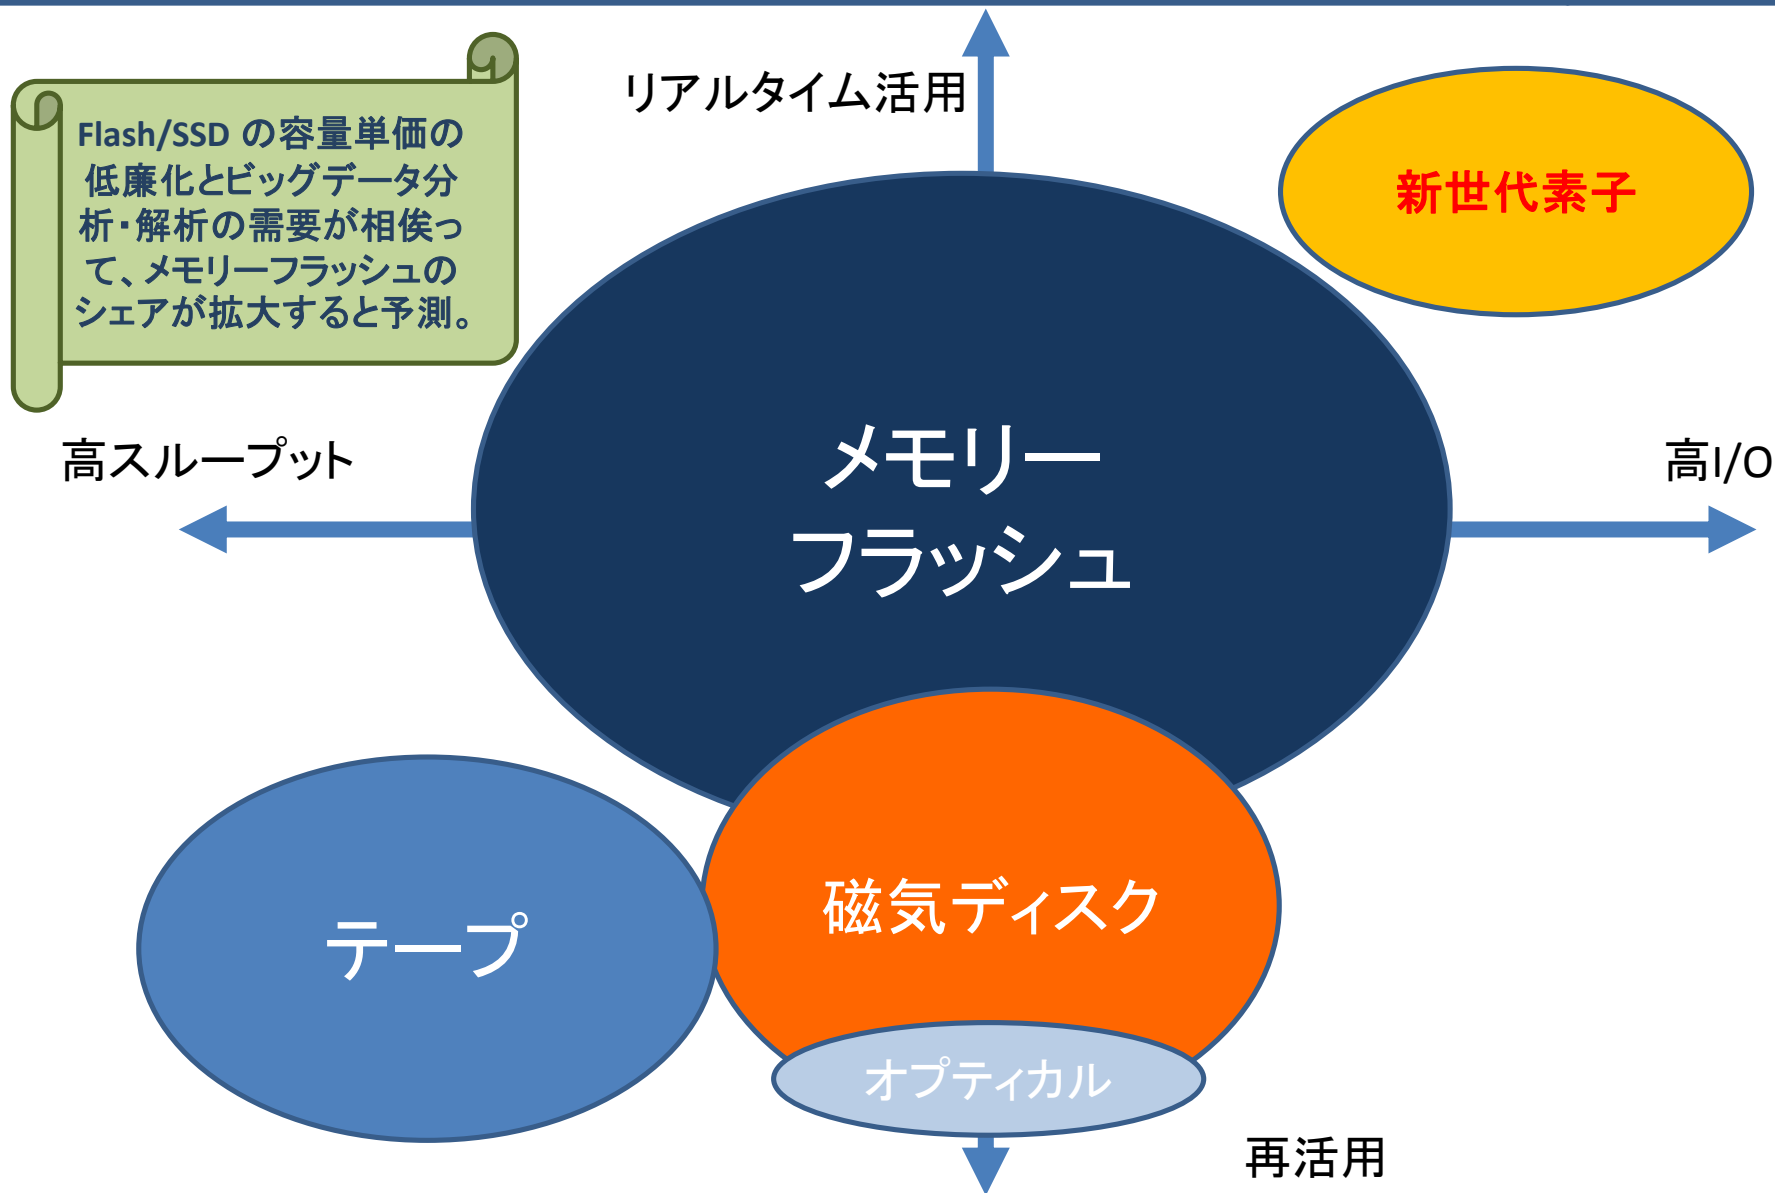 リアルタイム活用
Flash/SSD の容量単価の
低廉化とビッグデータ分
析・解析の需要が相俟っ
て、メモリーフラッシュの
シェアが拡大すると予測。
新世代素子
高スループット
高I/O
メモリー
フラッシュ
磁気ディスク
テープ
オプティカル
再活用